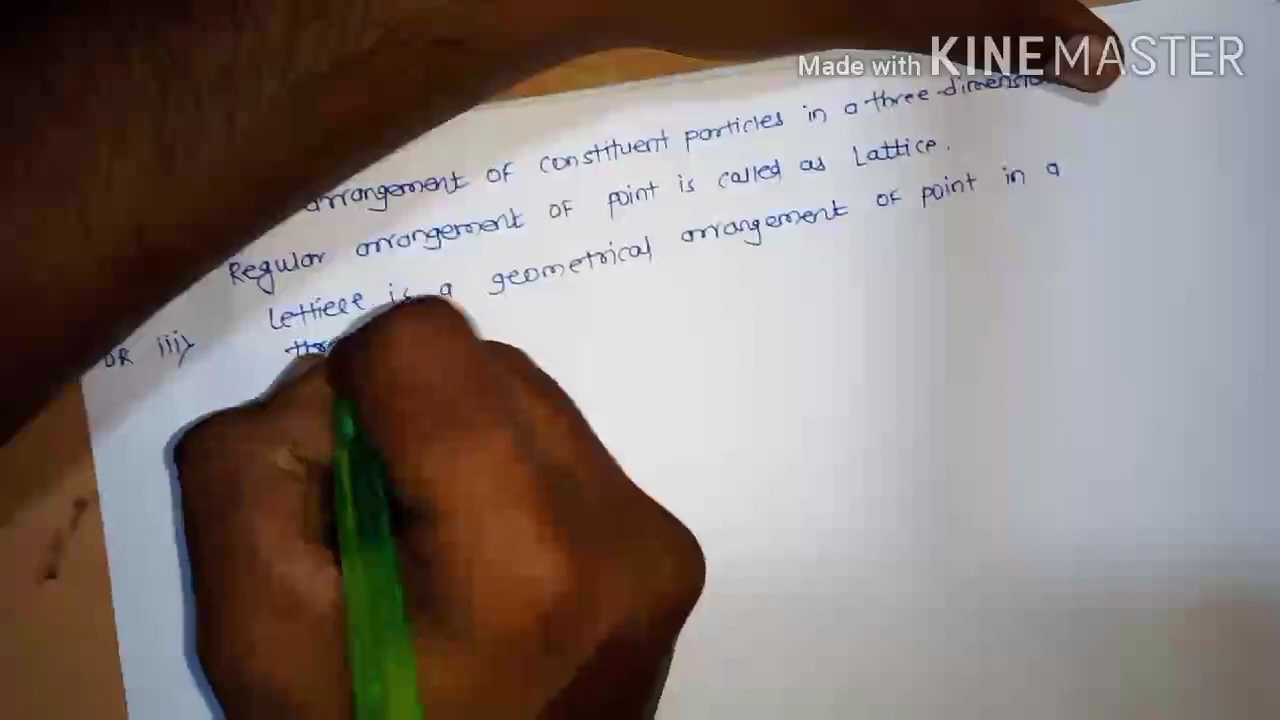 Made with KINEMASTER
arrangement of constituent particles in a three-dimensio
Regular arrangement OF point is called as Lattice.
OR iii) Lettiece is a geometrical arrangement OF point in a